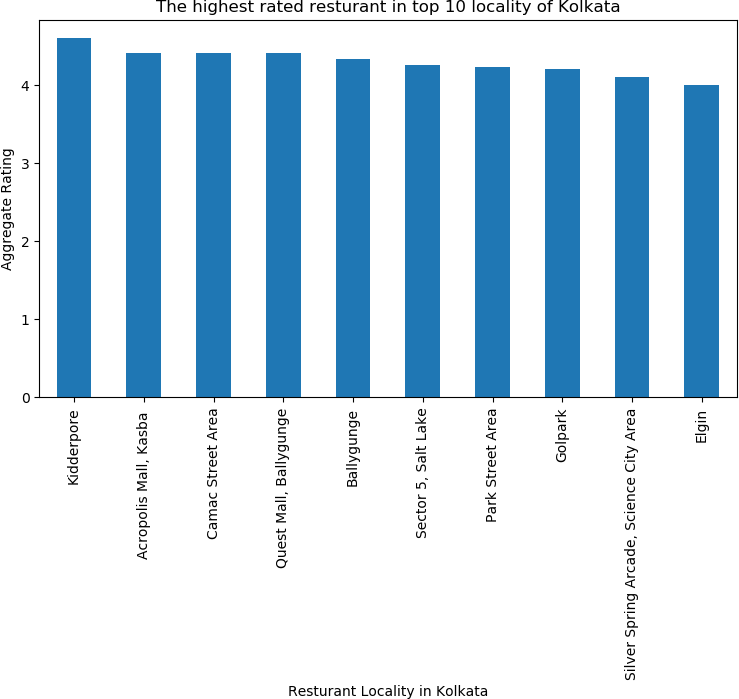 The highest rated resturant in top 10 locality of Kolkata
Aggregate Rating
4
3
2
1
0
Kidderpore
Acropolis Mall, Kasba
Camac Street Area
Quest Mall, Ballygunge
Ballygunge
Sector 5, Salt Lake
Park Street Area
Golpark
Silver Spring Arcade, Science City Area
Elgin
Resturant Locality in Kolkata